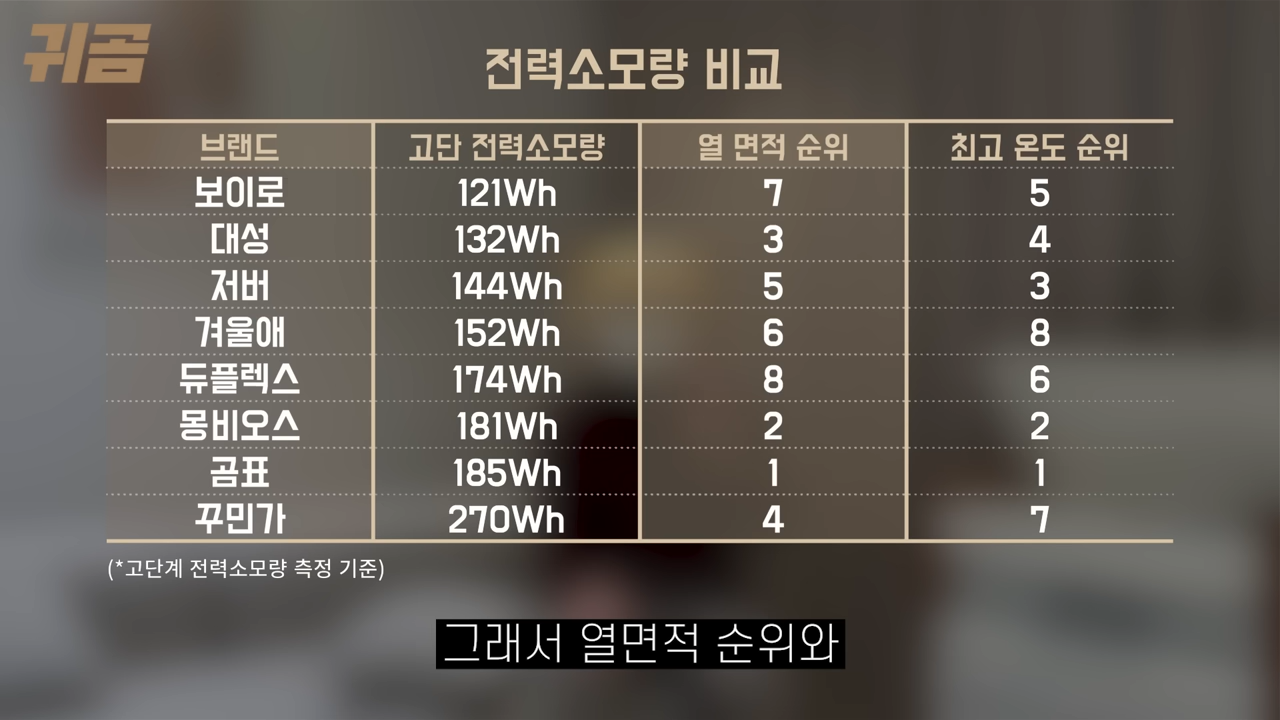 귀곰
전력소모량 비교
브랜드 고단 전력소모량 열 면적 순위 최고 온도 순위
보이로 121Wh 7 5
대성 132Wh 3 4
저버 144Wh 5 3
겨울애 152Wh 6 8
듀플렉스 174Wh 8 6
몽비오스 181Wh 2 2
곰표 185Wh 1 1
꾸민가 270Wh 4 7
(*고단계 전력소모량 측정 기준)
그래서 열면적 순위와